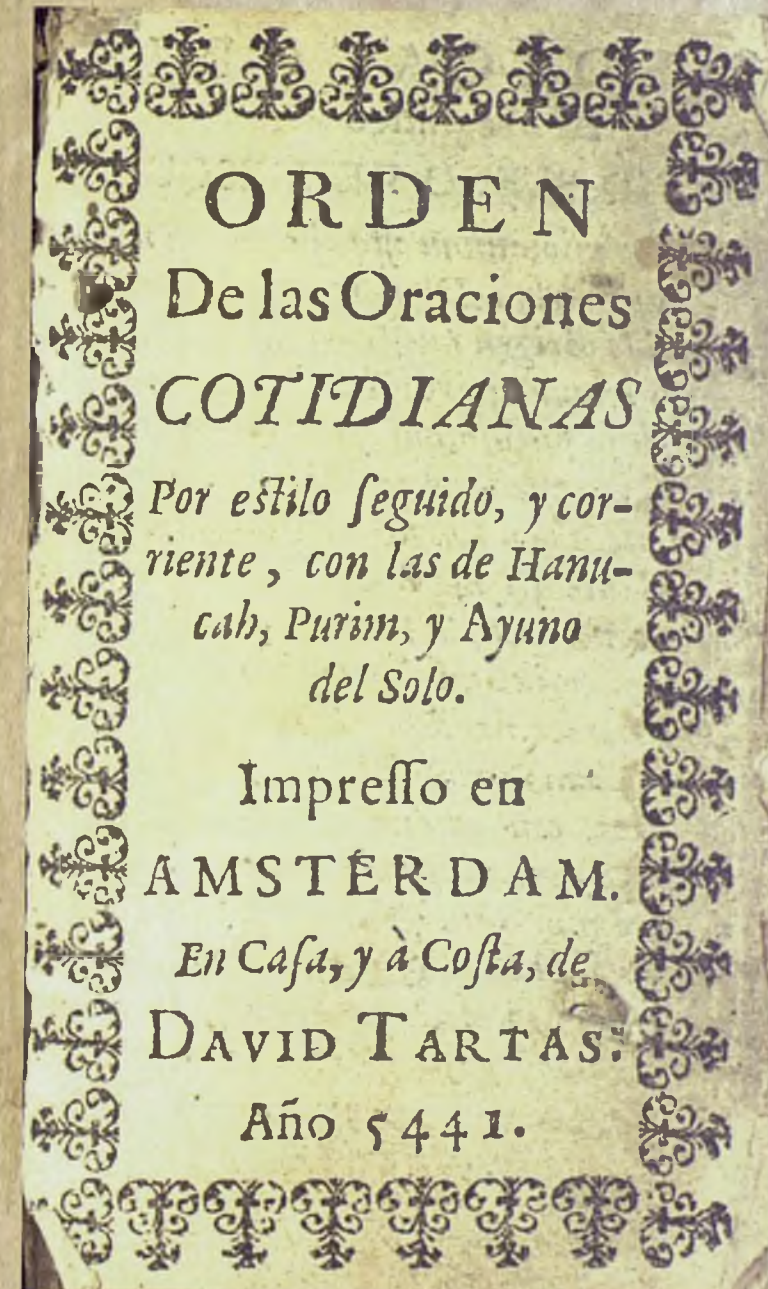 ORDEN
De las Oraciones
COTIDIANAS
Por eſtilo ſeguido, y cor-
riente, con las de Hanu-
cah, Purim, y Ayuno
del Solo.
Impreſſo en
AMSTERDAM.
En Caſa, y à Coſta, de
DAVID TARTAS:
Año 5441.